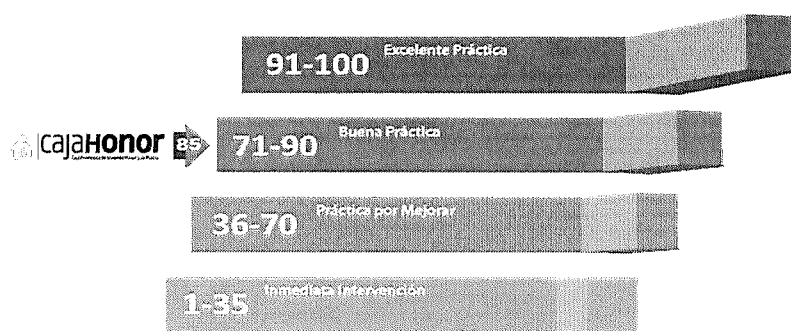 Excelente Práctica
91-100
CajaHonor 85
Buena Práctica
71-90
Práctica por Mejorar
36-70
Inmediata Intervención
1-35